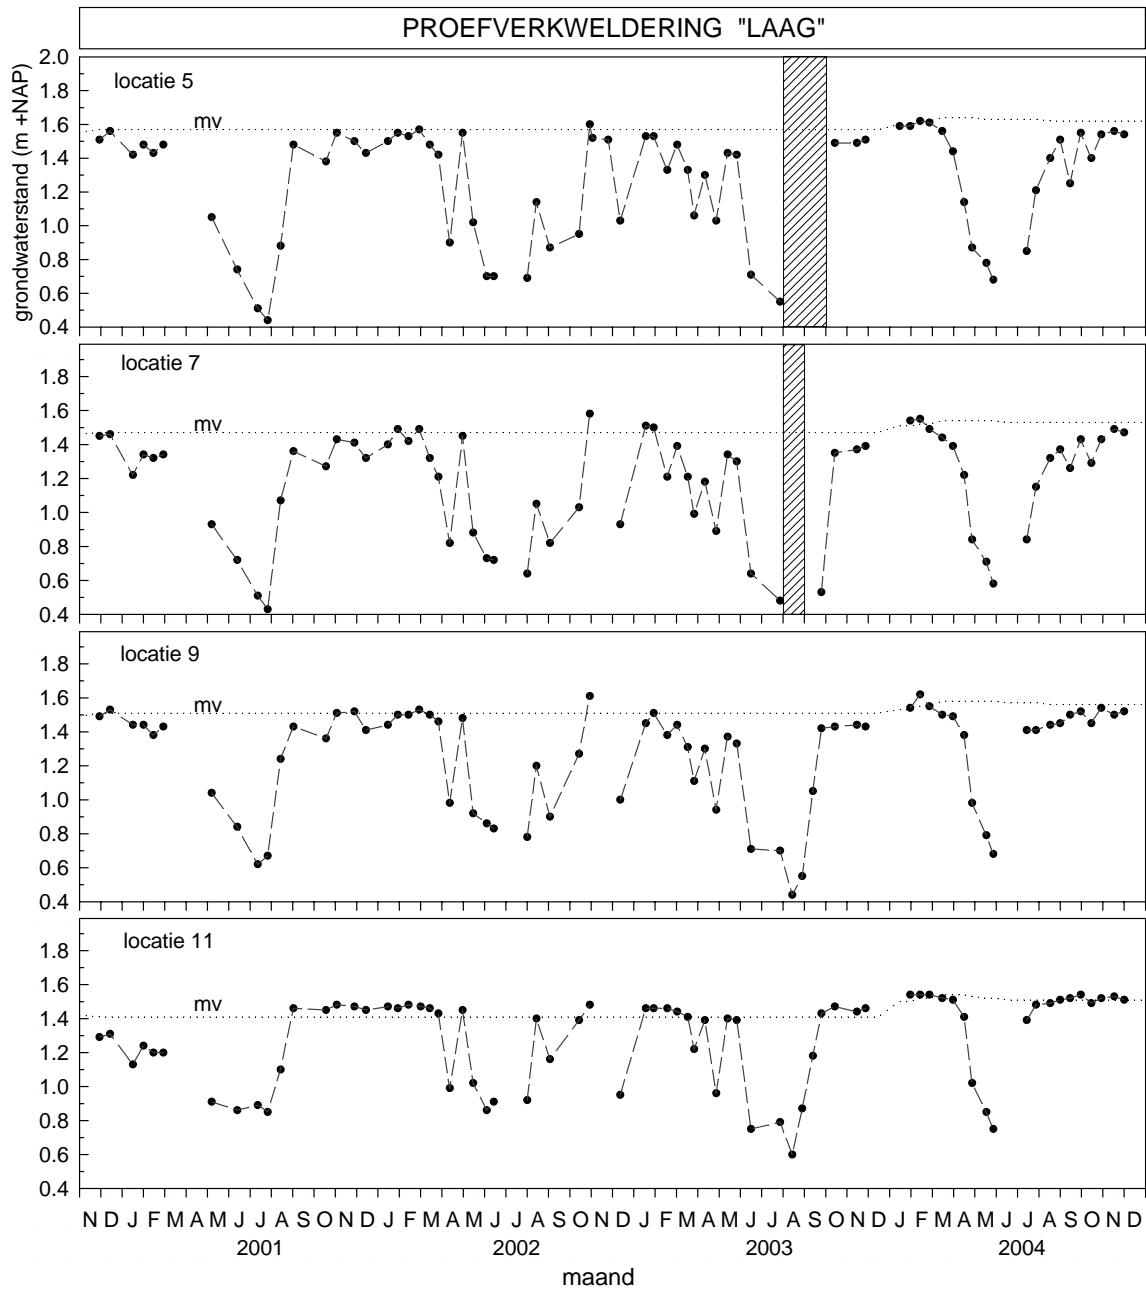 PROEFVERKWELDERING "LAAG"
grondwaterstand (m +NAP)
locatie 5
mv
2.0
1.8
1.6
1.4
1.2
1.0
0.8
0.6
0.4
locatie 7
mv
1.8
1.6
1.4
1.2
1.0
0.8
0.6
0.4
locatie 9
mv
1.8
1.6
1.4
1.2
1.0
0.8
0.6
0.4
locatie 11
mv
1.8
1.6
1.4
1.2
1.0
0.8
0.6
0.4
N D J F M A M J J A S O N D J F M A M J J A S O N D J F M A M J J A S O N D J F M A M J J A S O N D
2001 2002 2003 2004
maand